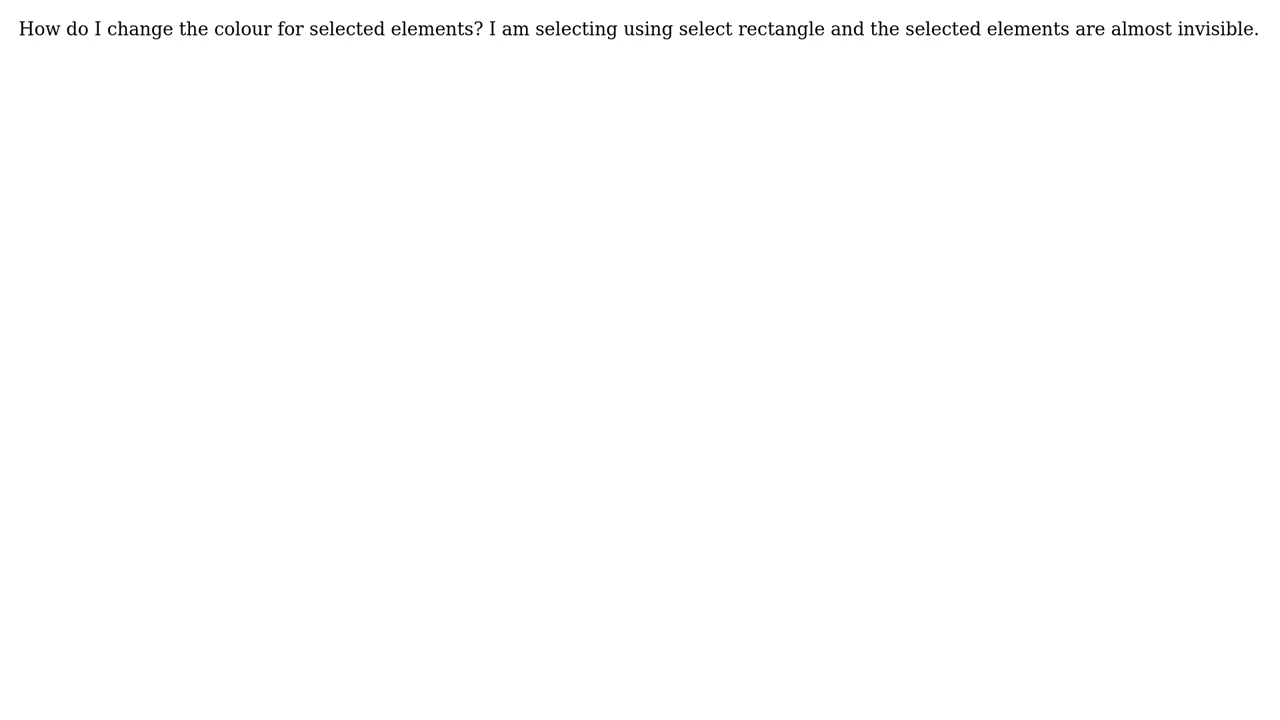 How do I change the colour for selected elements? I am selecting using select rectangle and the selected elements are almost invisible.